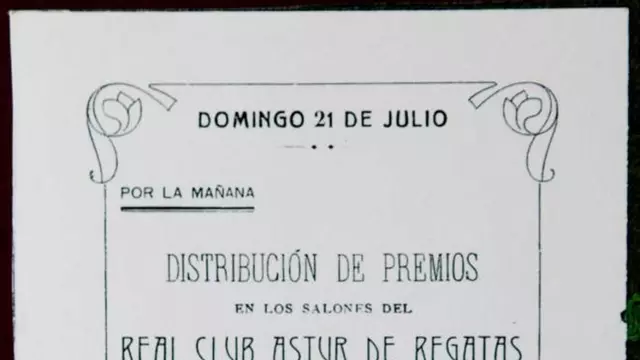 DOMINGO 21 DE JULIO
POR LA MAÑANA
DISTRIBUCIÓN DE PREMIOS
EN LOS SALONES DEL
REAL CLUB ASTUR DE REGATAS